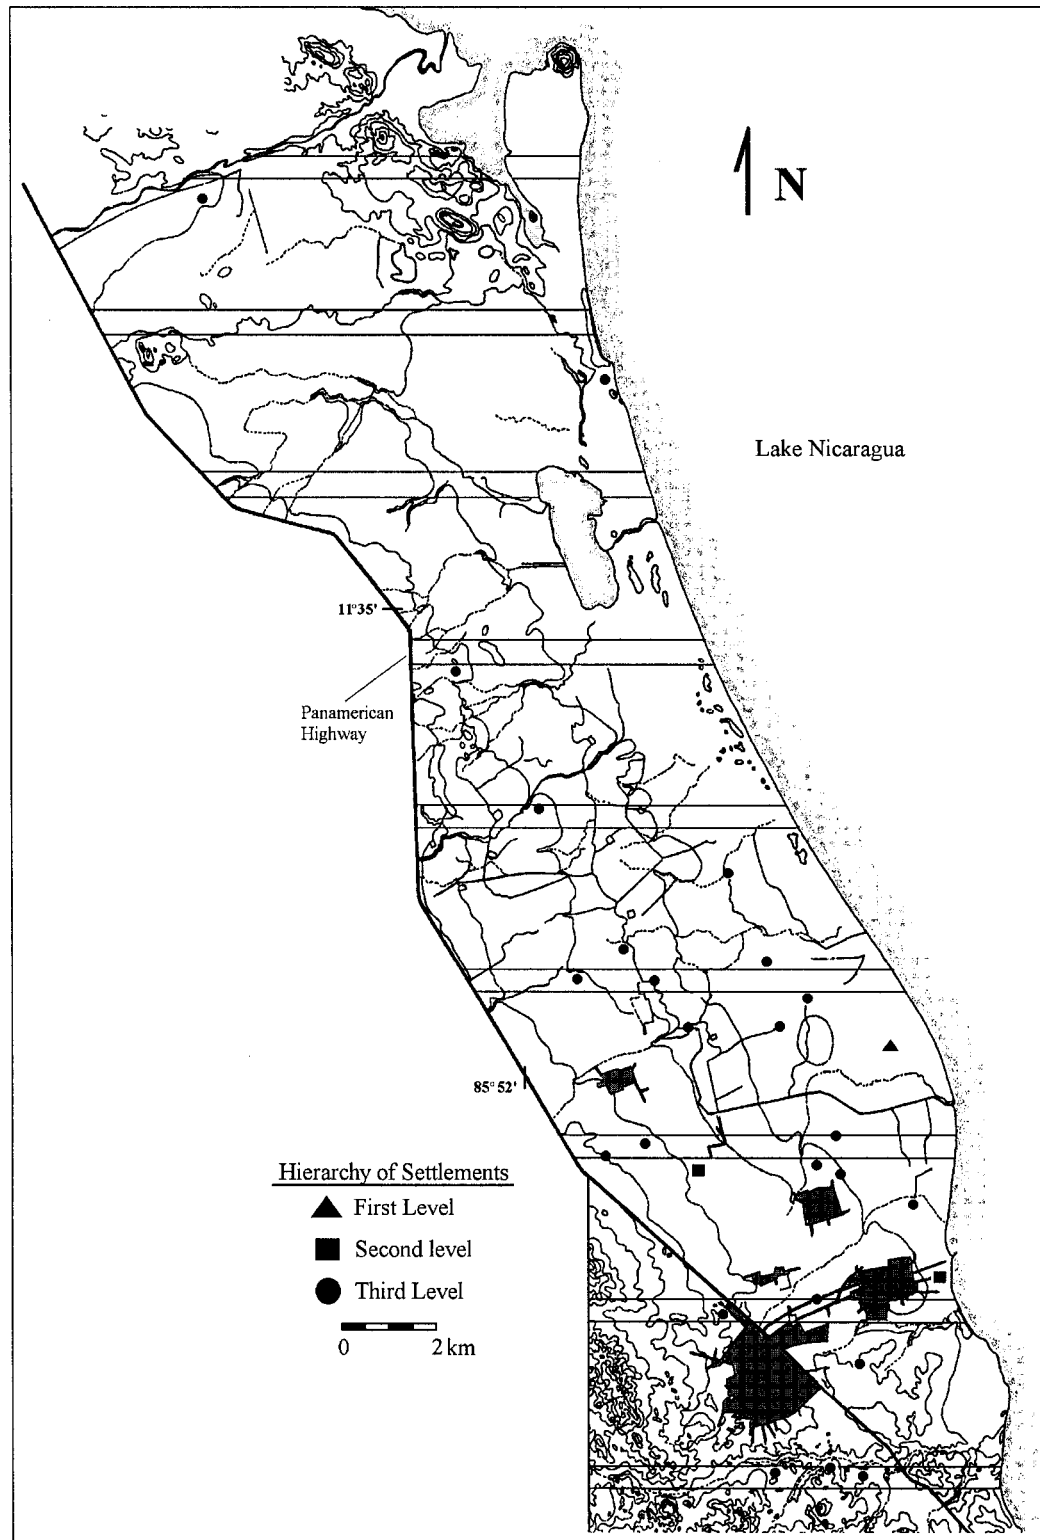 N
Lake Nicaragua
11°35'
Panamerican
Highway
85°52'
Hierarchy of Settlements
First Level
Second level
Third Level
0 2 km